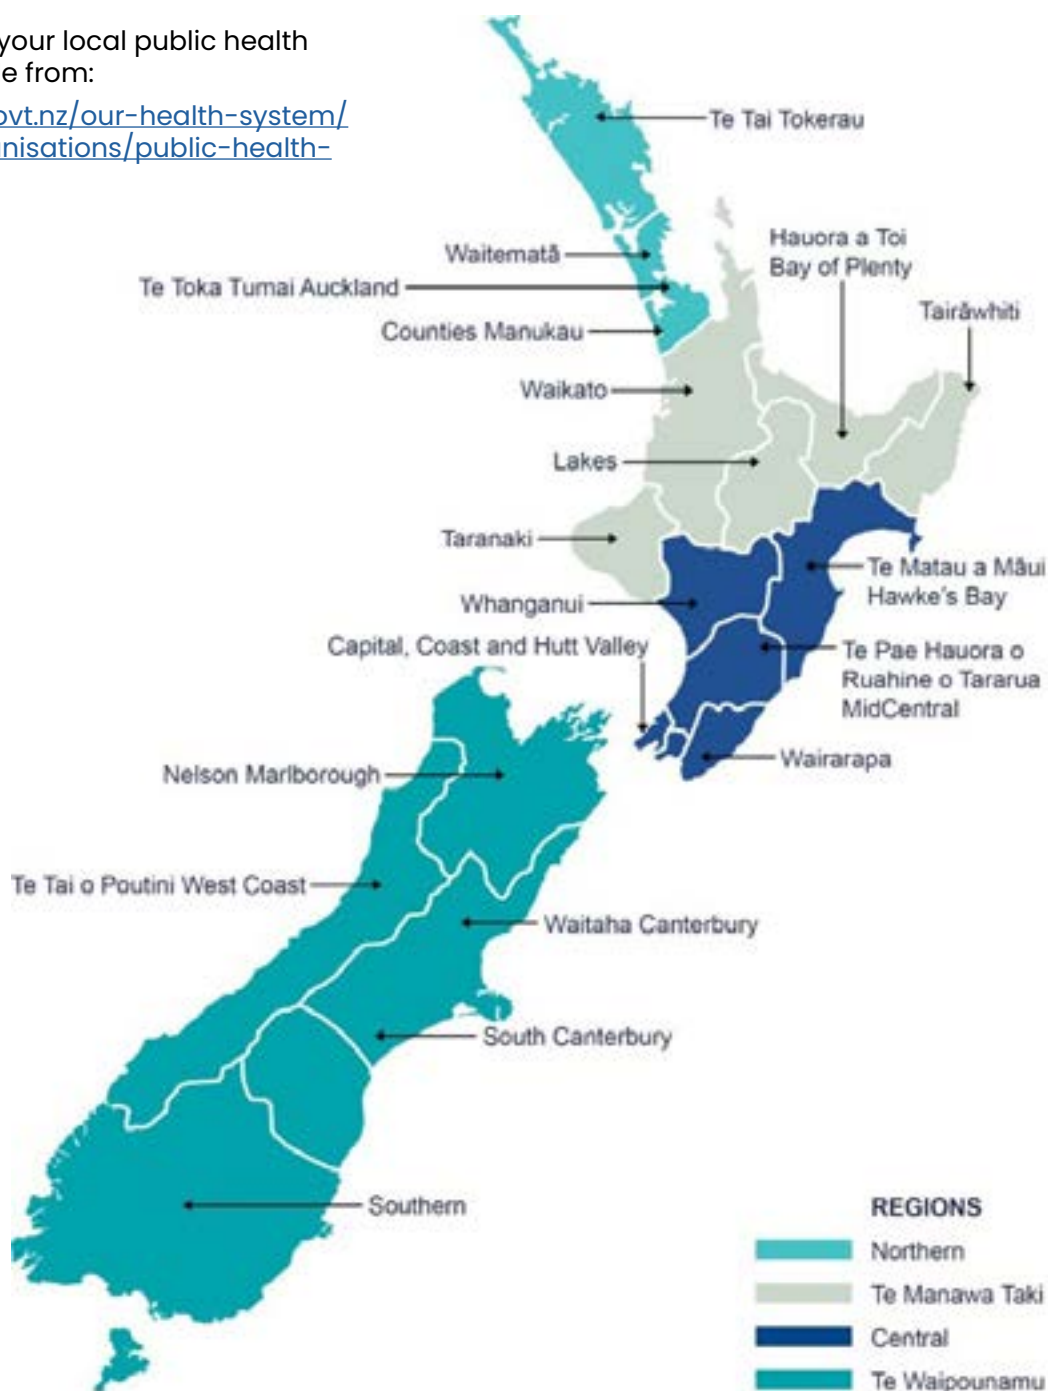 your local public health
e from:
ovt.nz/our-health-system/
nisations/public-health-
Te Tai Tokerau
Waitematā
Hauora a Toi
Bay of Plenty
Te Toka Tumai Auckland
Tairāwhiti
Counties Manukau
Waikato
Lakes
Taranaki
Te Matau a Māui
Hawke's Bay
Whanganui
Capital, Coast and Hutt Valley
Te Pae Hauora o
Ruahine o Tararua
MidCentral
Wairarapa
Nelson Marlborough
Te Tai o Poutini West Coast
Waitaha Canterbury
South Canterbury
Southern
REGIONS
Northern
Te Manawa Taki
Central
Te Waipounamu